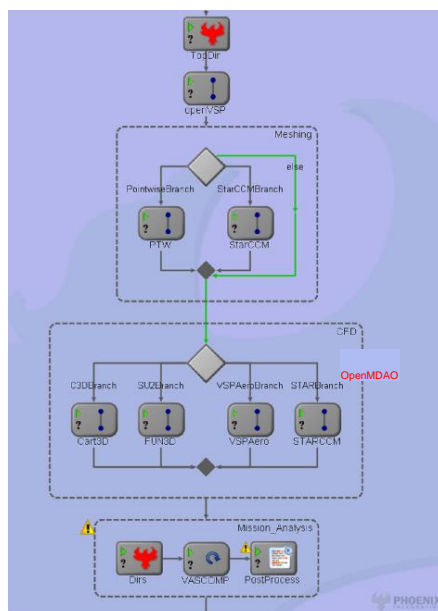 TopDir
openVSP
Meshing
else
PointwiseBranch
StarCCMBranch
PTW
StarCCM
CFD
OpenMDAO
C3DBranch
SU2Branch
VSPAeroBranch
STARBranch
Cart3D
FUN3D
VSPAero
STARCCM
Mission_Analysis
Dirs
VASCOMP
PostProcess
PHOENIX